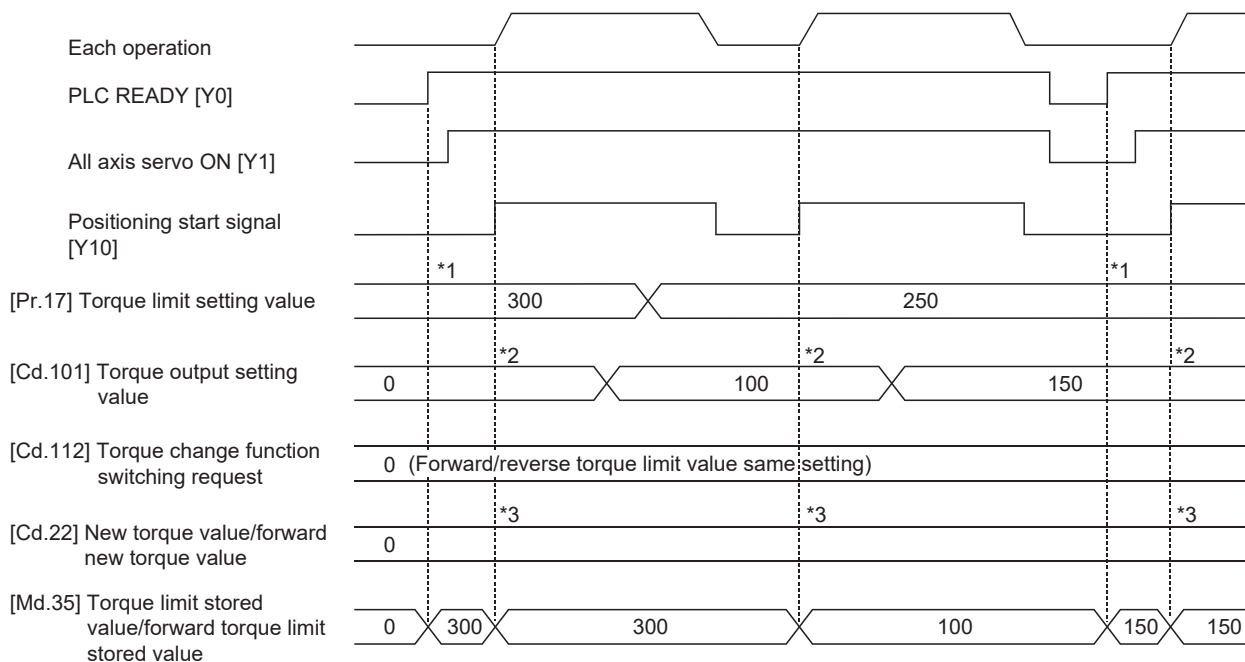 Each operation
PLC READY [Y0]
All axis servo ON [Y1]
Positioning start signal
[Y10]
*1 *1
[Pr.17] Torque limit setting value 300 250
*2 *2 *2
[Cd.101] Torque output setting
value
0 100 150
[Cd.112] Torque change function
switching request
0 (Forward/reverse torque limit value same setting)
*3 *3 *3
[Cd.22] New torque value/forward
new torque value
0
[Md.35] Torque limit stored
value/forward torque limit
stored value
0 300 300 100 150 150